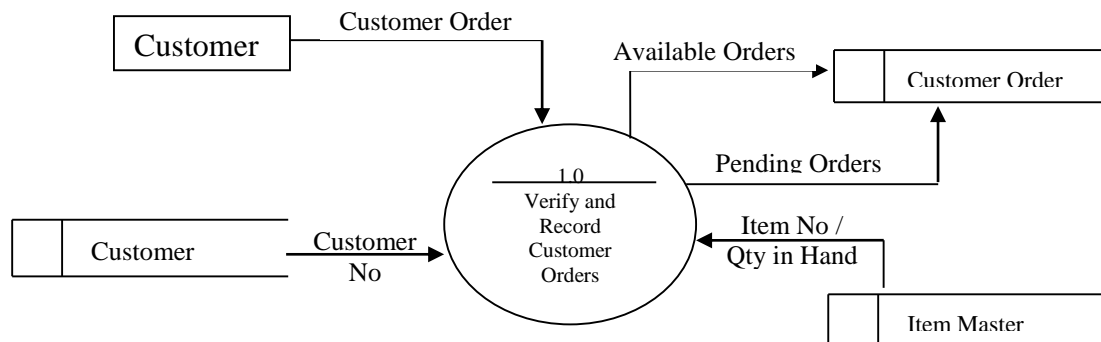 Customer Order
Customer
Available Orders
Customer Order
Pending Orders
1.0
Verify and
Record
Customer
Orders
Customer
Customer
No
Item No /
Qty in Hand
Item Master